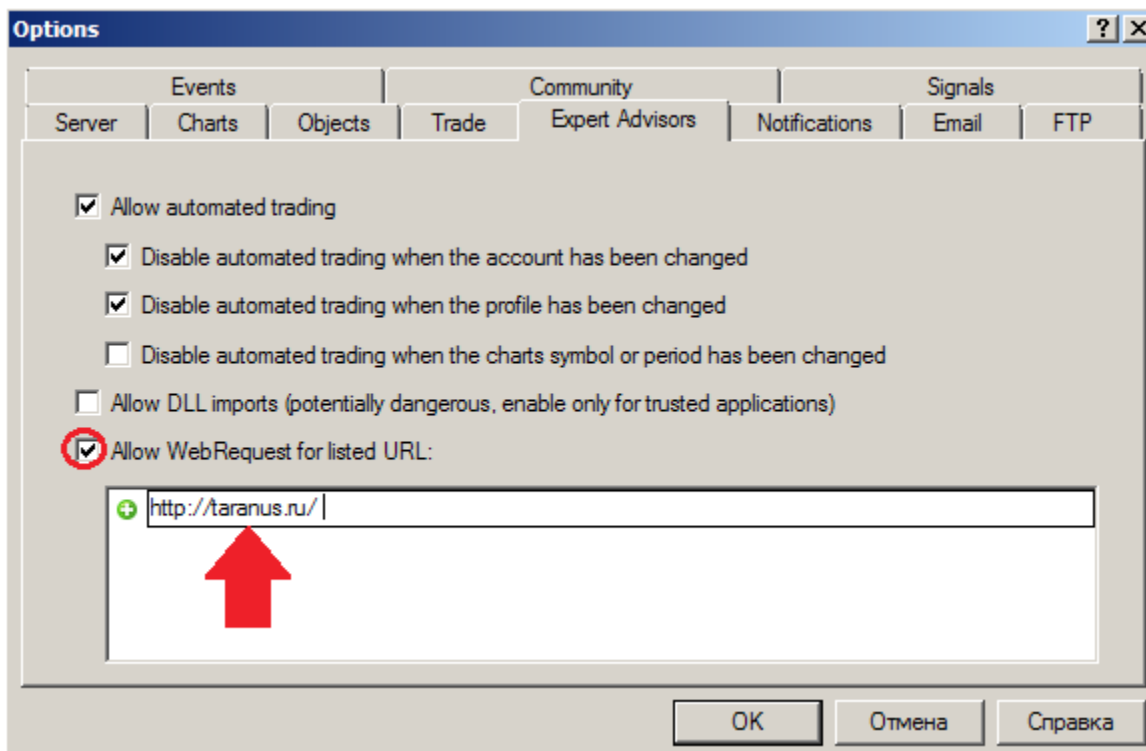 Options
Events Community Signals
Server Charts Objects Trade Expert Advisors Notifications Email FTP
Allow automated trading
Disable automated trading when the account has been changed
Disable automated trading when the profile has been changed
Disable automated trading when the charts symbol or period has been changed
Allow DLL imports (potentially dangerous, enable only for trusted applications)
Allow WebRequest for listed URL:
http://taranus.ru/
OK Отмена Справка